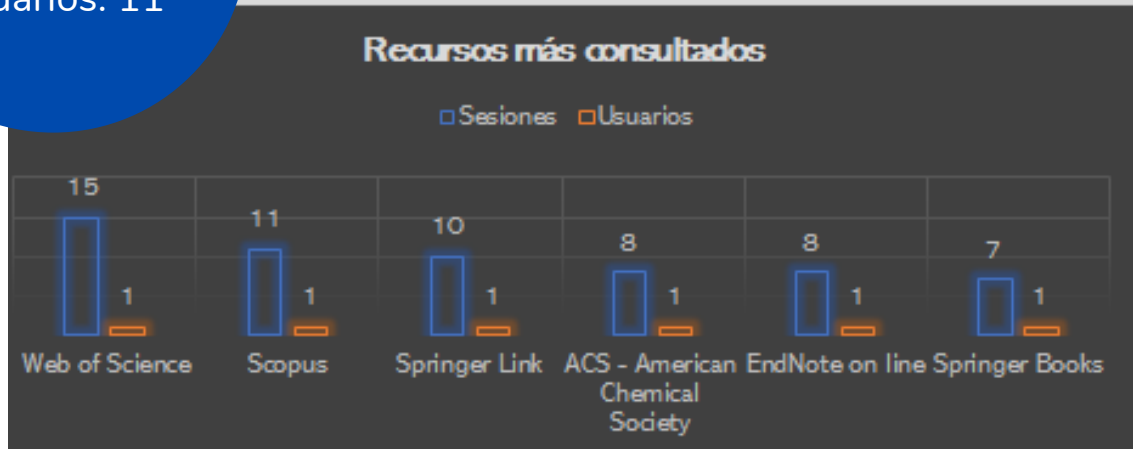 11
Recursos más consultados
Sesiones Usuarios
15 1 11 1 10 1 8 1 8 1 7 1
Web of Science Scopus Springer Link ACS - American Chemical Society EndNote on line Springer Books